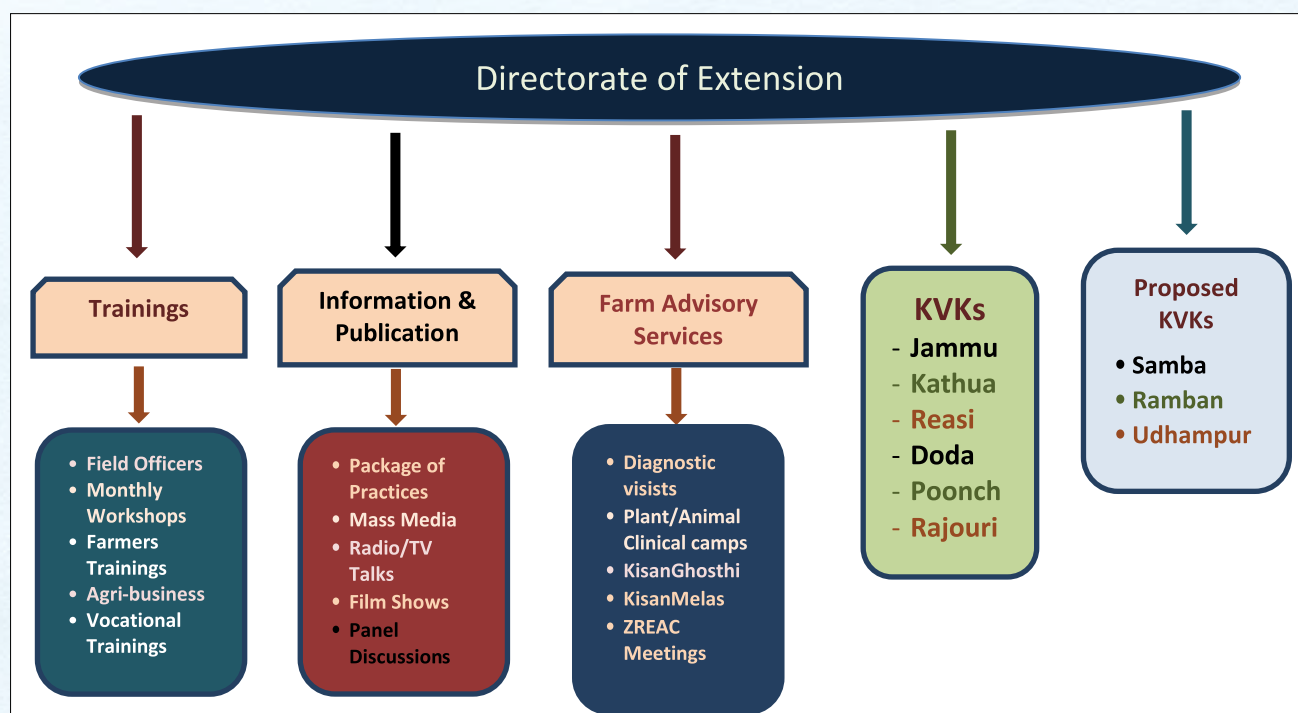 Directorate of Extension
Trainings
• Field Officers
• Monthly
Workshops
• Farmers
Trainings
• Agri-business
• Vocational
Trainings
Information &
Publication
• Package of
Practices
• Mass Media
• Radio/TV
Talks
• Film Shows
• Panel
Discussions
Farm Advisory
Services
• Diagnostic
visists
• Plant/Animal
Clinical camps
• KisanGhosthi
• KisanMelas
• ZREAC
Meetings
KVKs
- Jammu
- Kathua
- Reasi
- Doda
- Poonch
- Rajouri
Proposed
KVKs
• Samba
• Ramban
• Udhampur